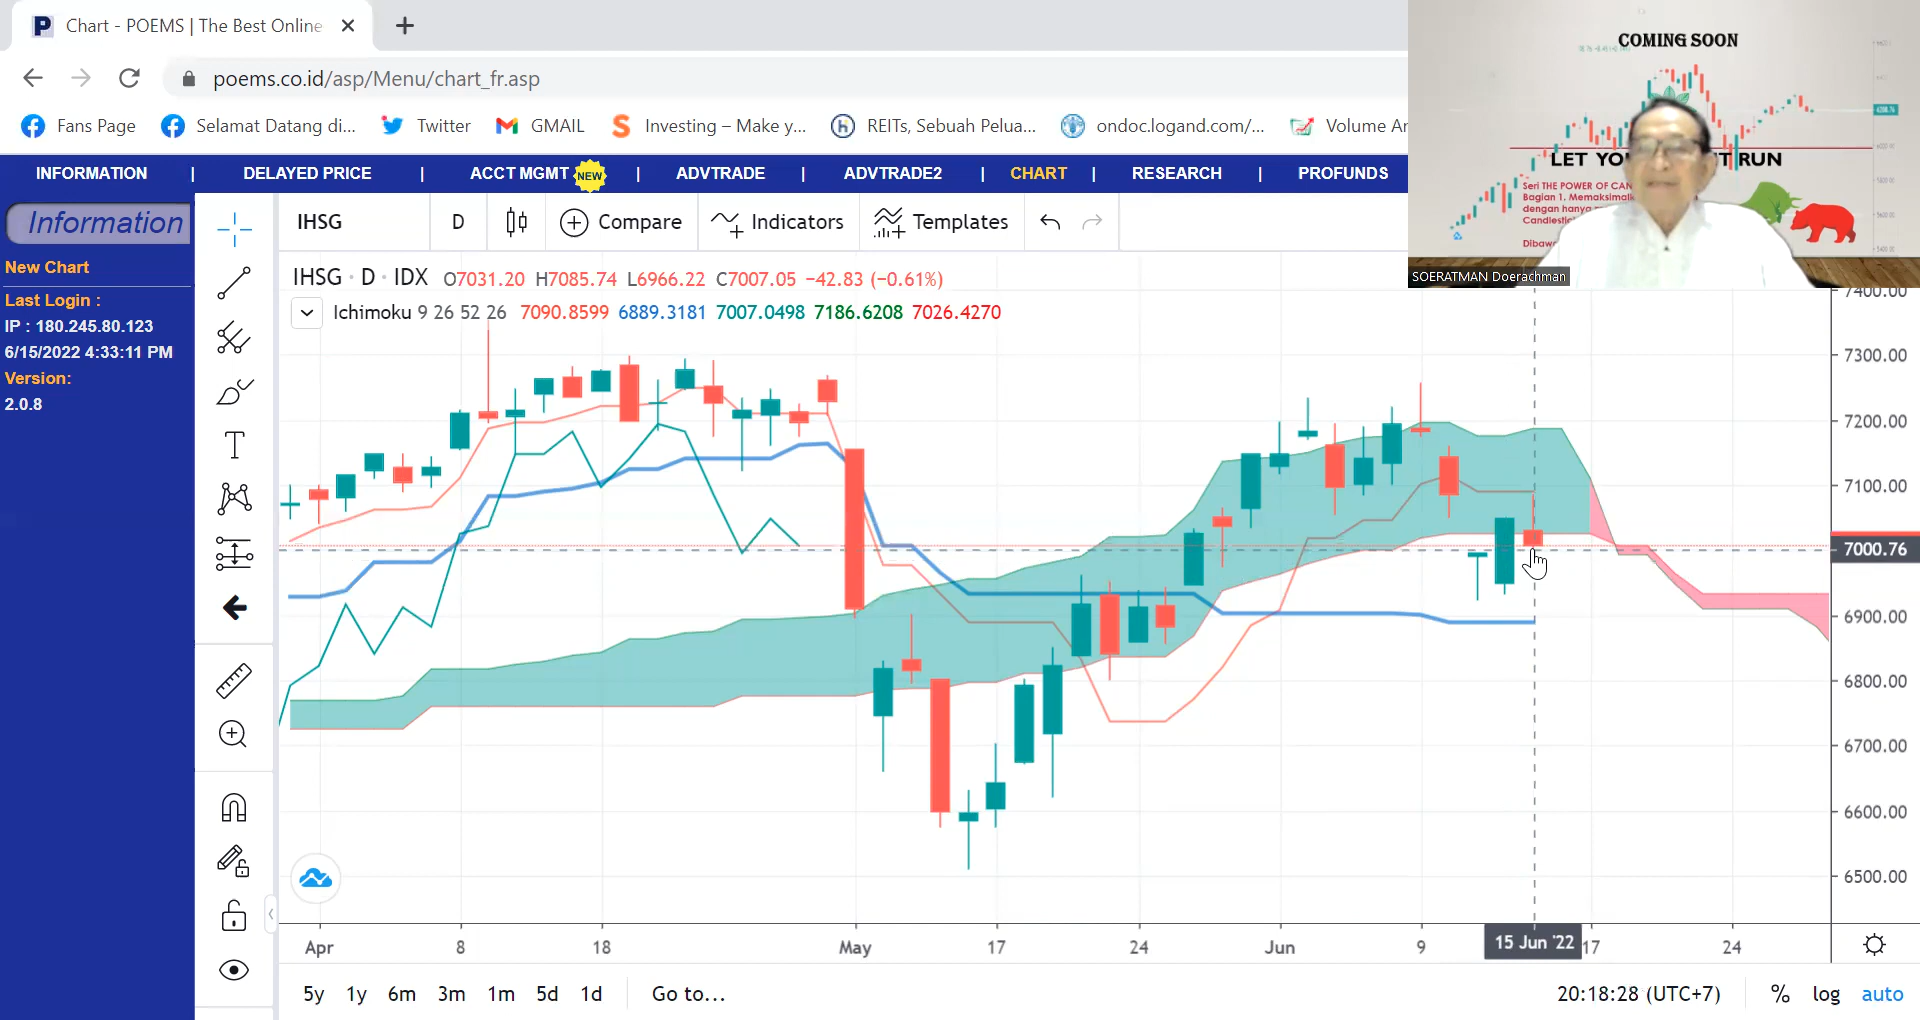 Chart - POEMS | The Best Online
poems.co.id/asp/Menu/chart_fr.asp
Fans Page
Selamat Datang di...
Twitter
GMAIL
Investing – Make y...
REITs, Sebuah Pelua...
ondoc.logand.com/...
Volume Ar
INFORMATION | DELAYED PRICE | ACCT MGMT NEW | ADVTRADE | ADVTRADE2 | CHART | RESEARCH | PROFUNDS
Information
New Chart
Last Login :
IP : 180.245.80.123
6/15/2022 4:33:11 PM
Version:
2.0.8
IHSG
D
Compare
Indicators
Templates
IHSG · D · IDX O7031.20 H7085.74 L6966.22 C7007.05 −42.83 (−0.61%)
Ichimoku 9 26 52 26 7090.8599 6889.3181 7007.0498 7186.6208 7026.4270
COMING SOON
LET YO T RUN
Seri THE POWER OF CAN
Bagian 1. Memaksimal
dengan hanya
Candlesti
Dibaw
SOERATMAN Doerachman
7400.00
7300.00
7200.00
7100.00
7000.76
6900.00
6800.00
6700.00
6600.00
6500.00
Apr
8
18
May
17
24
Jun
9
15 Jun '22
17
24
5y 1y 6m 3m 1m 5d 1d
Go to...
20:18:28 (UTC+7)
%
log
auto